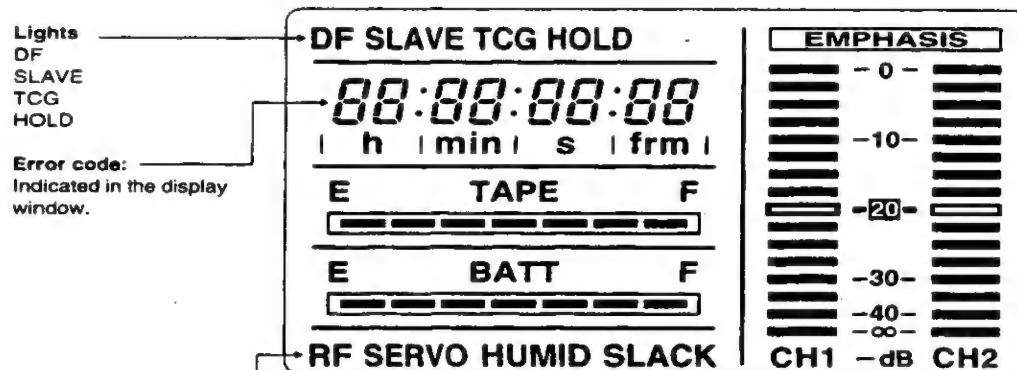 Lights
DF
SLAVE
TCG
HOLD
Error code:
Indicated in the display
window.
DF SLAVE TCG HOLD
88:88:88:88
h min s frm
E TAPE F
E BATT F
RF SERVO HUMID SLACK
EMPHASIS
0
-10-
-20-
-30-
-40-
-∞-
CH1 -dB CH2